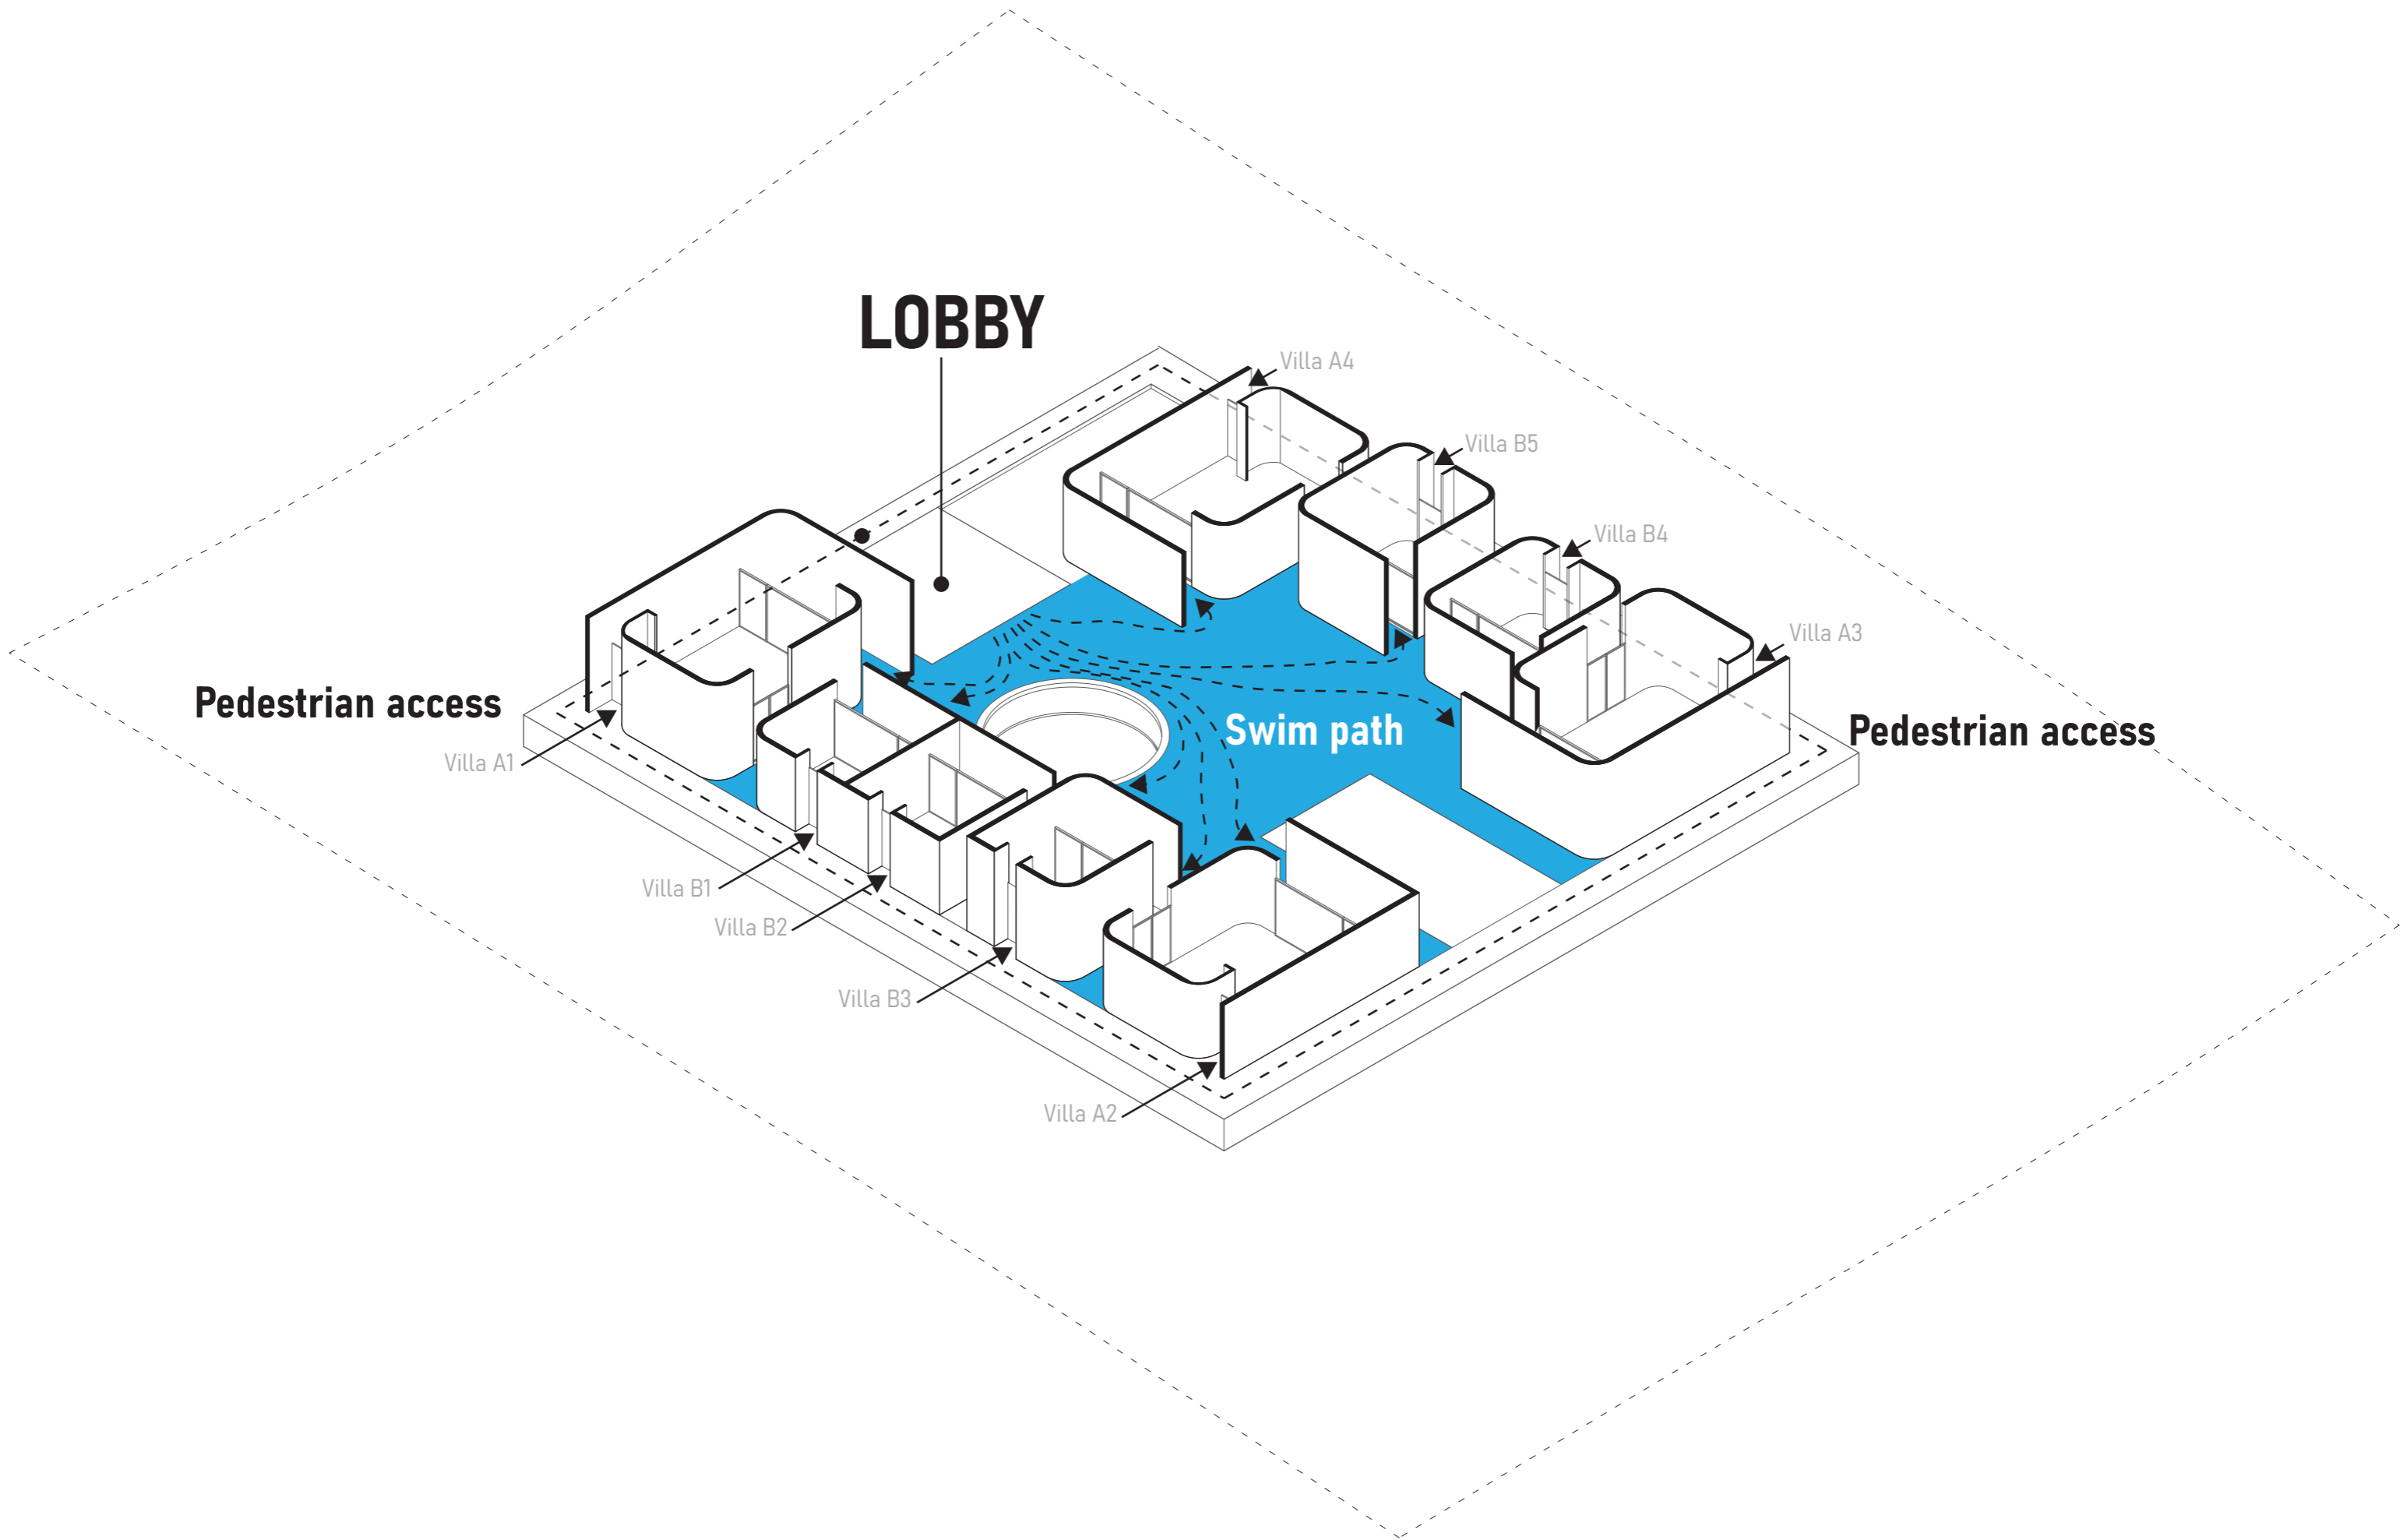 LOBBY
Villa A4
Villa B5
Villa B4
Villa A3
Pedestrian access
Swim path
Pedestrian access
Villa A1
Villa B1
Villa B2
Villa B3
Villa A2